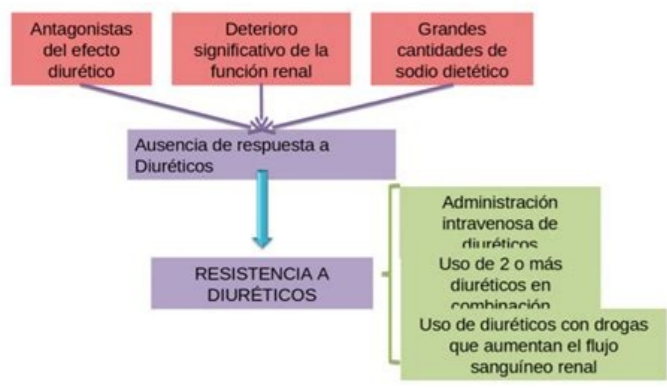 Antagonistas
del efecto
diurético
Deterioro
significativo de la
función renal
Grandes
cantidades de
sodio dietético
Ausencia de respuesta a
Diuréticos
RESISTENCIA A
DIURÉTICOS
Administración
intravenosa de
diuréticos
Uso de 2 o más
diuréticos en
combinación
Uso de diuréticos con drogas
que aumentan el flujo
sanguíneo renal